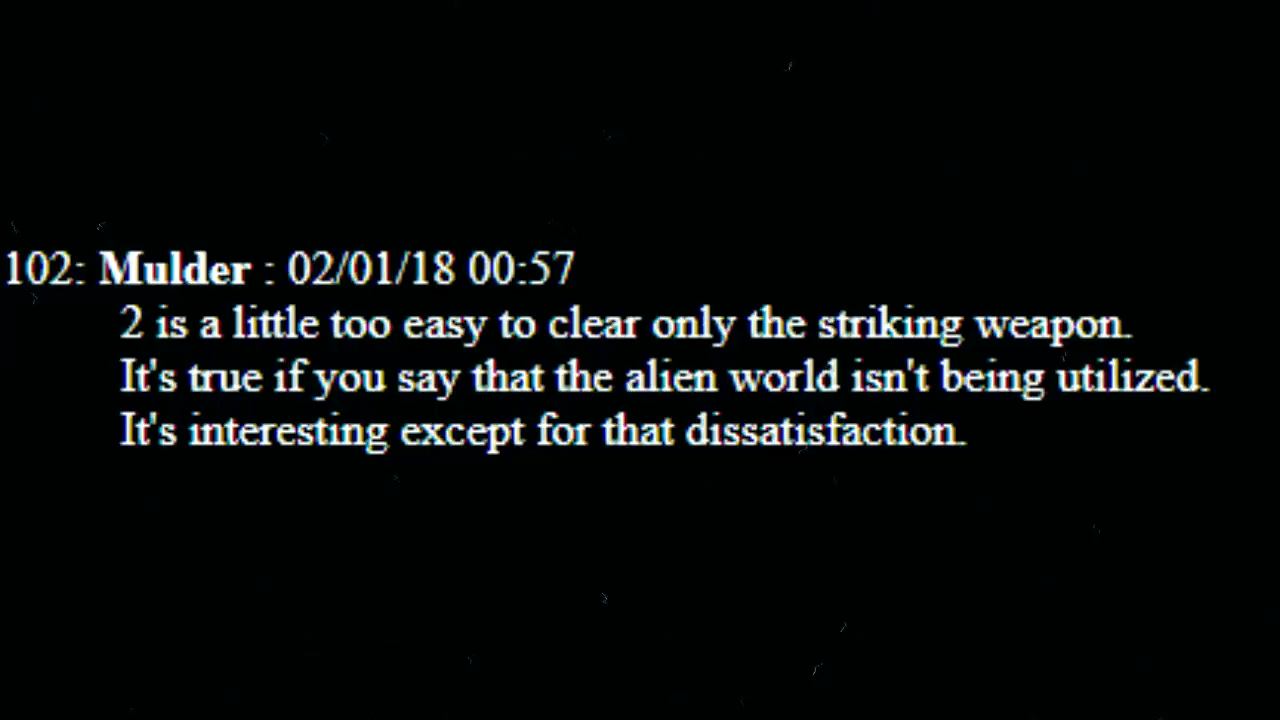 102: Mulder : 02/01/18 00:57
2 is a little too easy to clear only the striking weapon.
It's true if you say that the alien world isn't being utilized.
It's interesting except for that dissatisfaction.